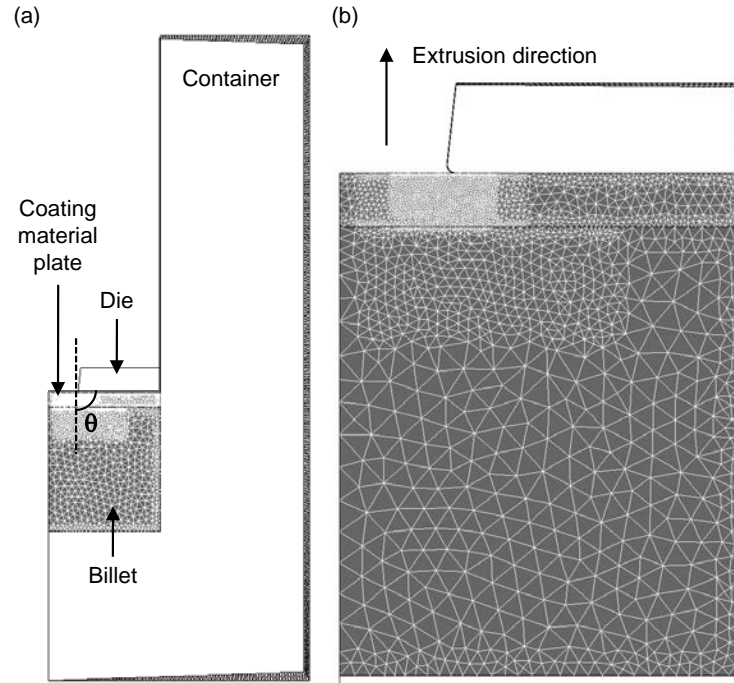 (a)
Container
Coating
material
plate
Die
θ
Billet
(b)
Extrusion direction